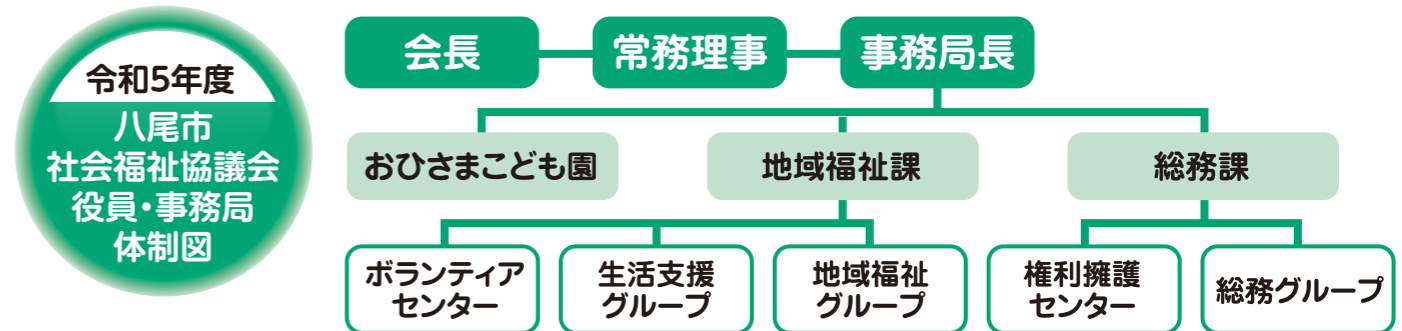 令和5年度
八尾市
社会福祉協議会
役員・事務局
体制図
会長
常務理事
事務局長
おひさまこども園
地域福祉課
総務課
ボランティア
センター
生活支援
グループ
地域福祉
グループ
権利擁護
センター
総務グループ